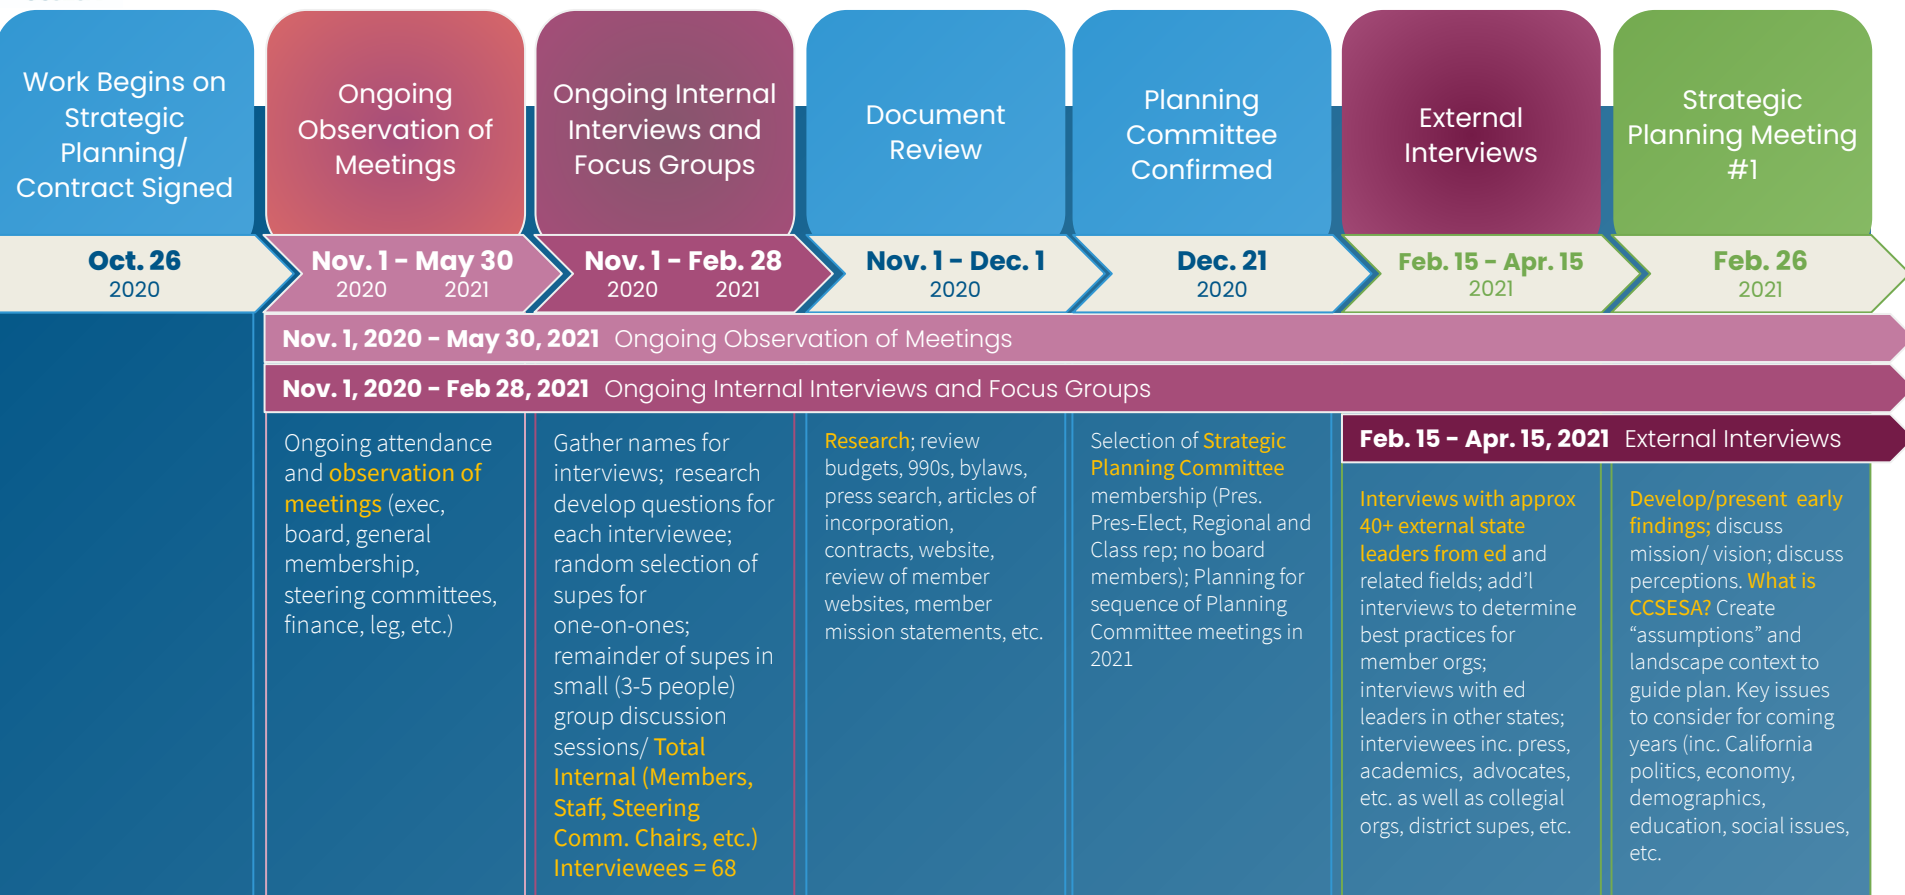 Work Begins on
Strategic
Planning/
Contract Signed
Ongoing
Observation of
Meetings
Ongoing Internal
Interviews and
Focus Groups
Document
Review
Planning
Committee
Confirmed
External
Interviews
Strategic
Planning Meeting
#1
Oct. 26
2020
Nov. 1 - May 30
2020 2021
Nov. 1 - Feb. 28
2020 2021
Nov. 1 - Dec. 1
2020
Dec. 21
2020
Feb. 15 - Apr. 15
2021
Feb. 26
2021
Nov. 1, 2020 - May 30, 2021 Ongoing Observation of Meetings
Nov. 1, 2020 - Feb 28, 2021 Ongoing Internal Interviews and Focus Groups
Feb. 15 - Apr. 15, 2021 External Interviews
Ongoing attendance
and observation of
meetings (exec,
board, general
membership,
steering committees,
finance, leg, etc.)
Gather names for
interviews; research
develop questions for
each interviewee;
random selection of
supes for
one-on-ones;
remainder of supes in
small (3-5 people)
group discussion
sessions/ Total
Internal (Members,
Staff, Steering
Comm. Chairs, etc.)
Interviewees = 68
Research; review
budgets, 990s, bylaws,
press search, articles of
incorporation,
contracts, website,
review of member
websites, member
mission statements, etc.
Selection of Strategic
Planning Committee
membership (Pres.
Pres-Elect, Regional and
Class rep; no board
members); Planning for
sequence of Planning
Committee meetings in
2021
Interviews with approx
40+ external state
leaders from ed and
related fields; add’l
interviews to determine
best practices for
member orgs;
interviews with ed
leaders in other states;
interviewees inc. press,
academics, advocates,
etc. as well as collegial
orgs, district supes, etc.
Develop/present early
findings; discuss
mission/ vision; discuss
perceptions. What is
CCSESA? Create
“assumptions” and
landscape context to
guide plan. Key issues
to consider for coming
years (inc. California
politics, economy,
demographics,
education, social issues,
etc.